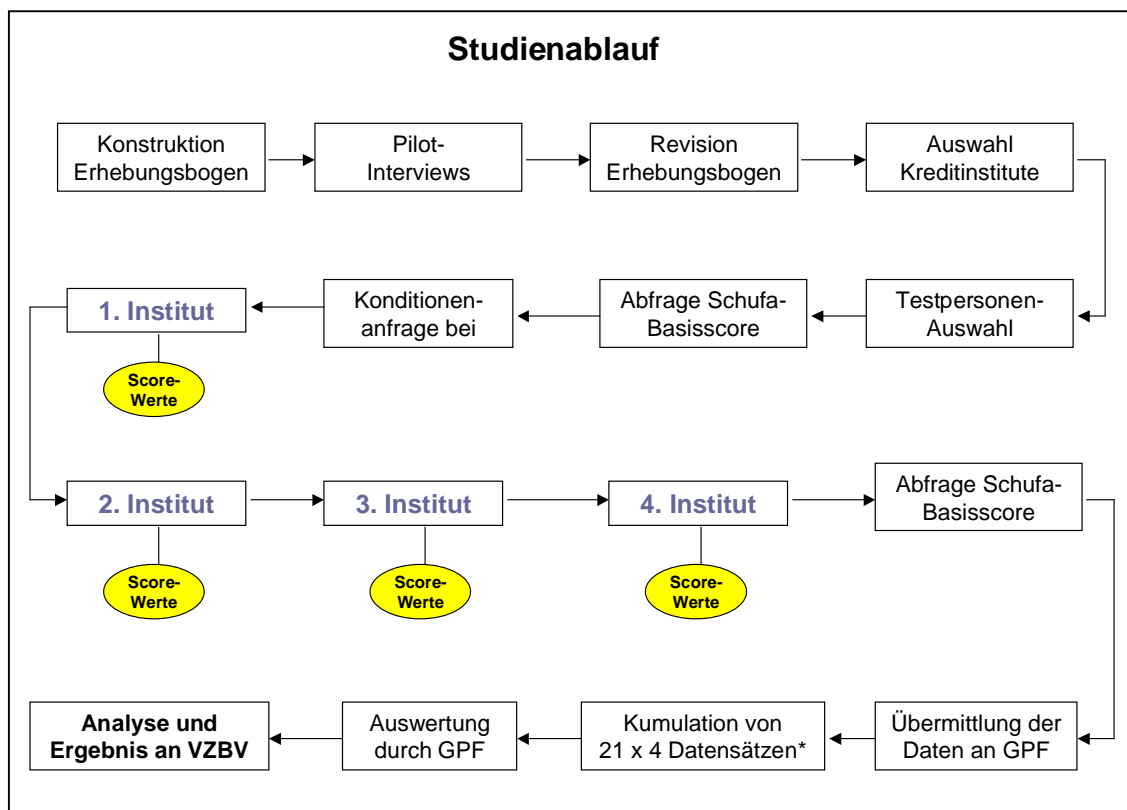 Studienablauf
Konstruktion
Erhebungsbogen
Pilot-
Interviews
Revision
Erhebungsbogen
Auswahl
Kreditinstitute
Testpersonen-
Auswahl
Abfrage Schufa-
Basisscore
Konditionen-
anfrage bei
1. Institut
Score-
Werte
2. Institut
Score-
Werte
3. Institut
Score-
Werte
4. Institut
Score-
Werte
Abfrage Schufa-
Basisscore
Übermittlung der
Daten an GPF
Kumulation von
21 x 4 Datensätzen*
Auswertung
durch GPF
Analyse und
Ergebnis an VZBV